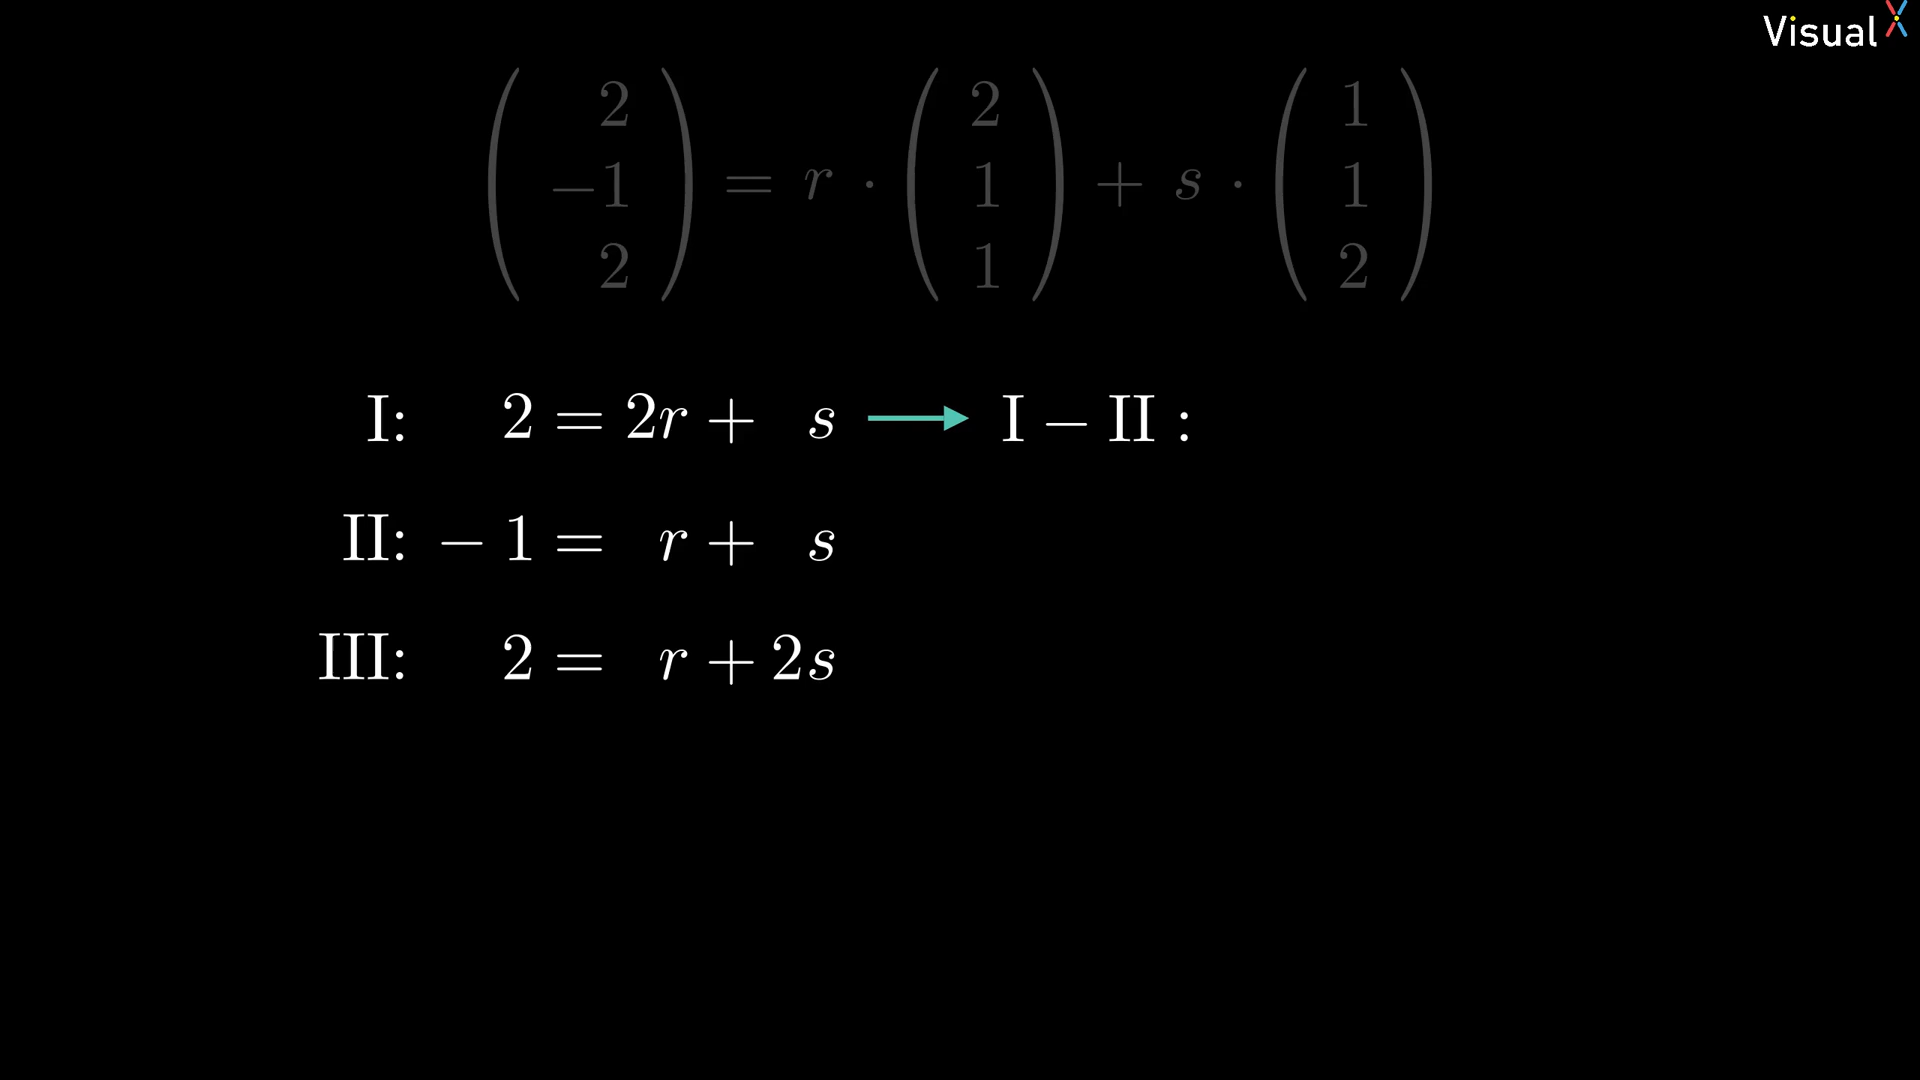 Visual X
( 2 −1 2 ) = r · ( 2 1 1 ) + s · ( 1 1 2 )
I: 2 = 2r + s → I − II :
II: − 1 = r + s
III: 2 = r + 2s